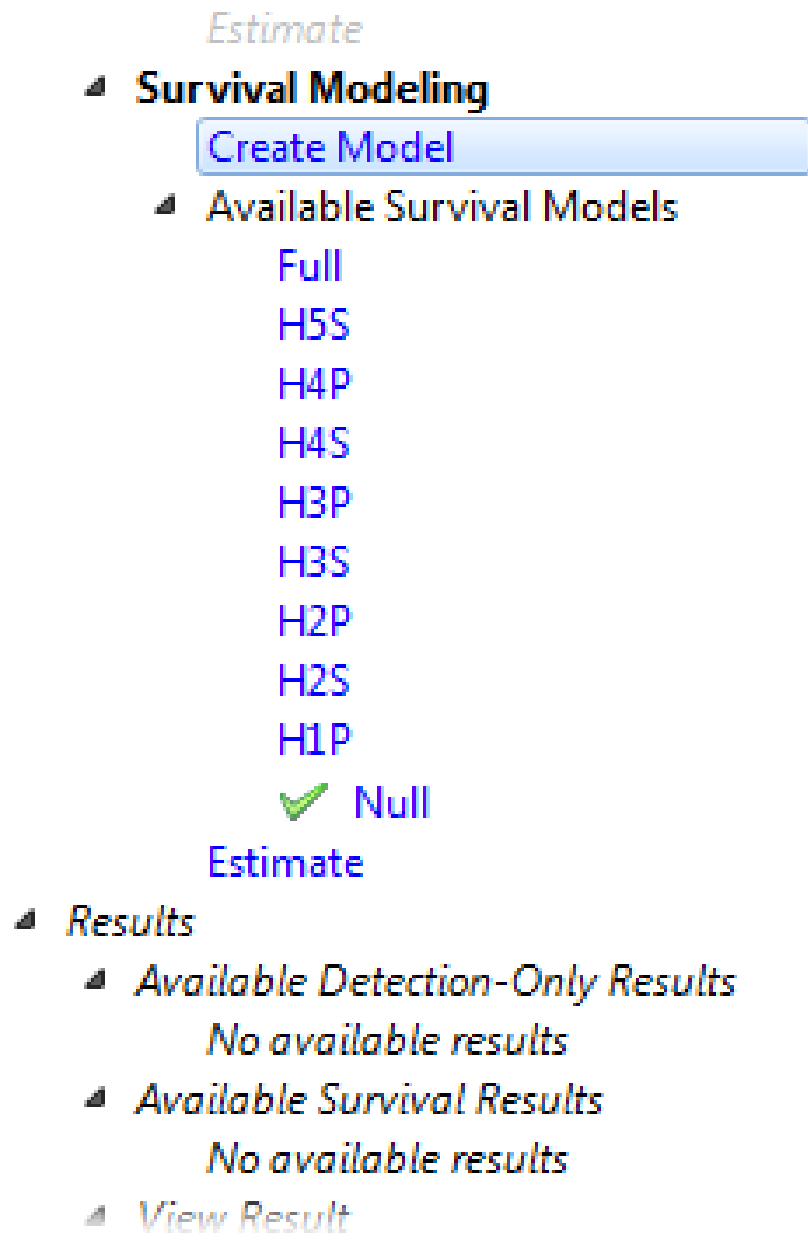 Estimate
Survival Modeling
Create Model
Available Survival Models
Full
H5S
H4P
H4S
H3P
H3S
H2P
H2S
H1P
Null
Estimate
Results
Available Detection-Only Results
No available results
Available Survival Results
No available results
View Result